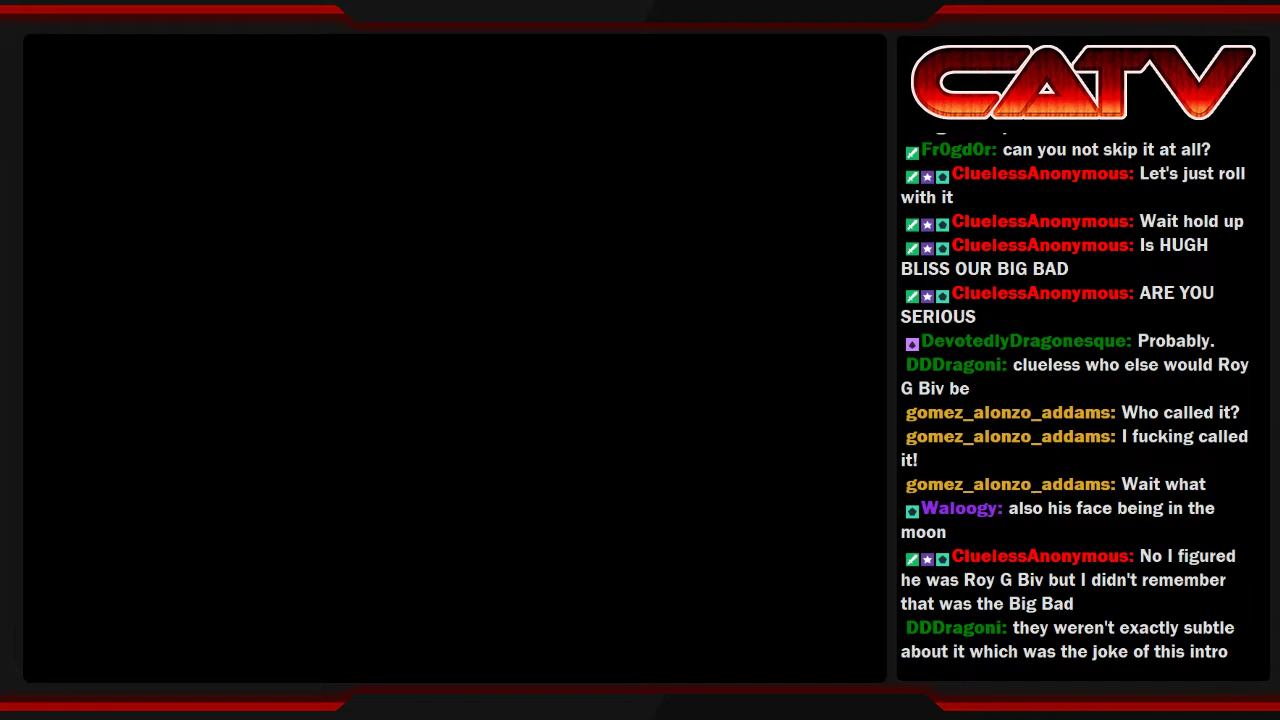 CATV
Fr0gd0r: can you not skip it at all?
CluelessAnonymous: Let's just roll
with it
CluelessAnonymous: Wait hold up
CluelessAnonymous: Is HUGH
BLISS OUR BIG BAD
CluelessAnonymous: ARE YOU
SERIOUS
DevotedlyDragonesque: Probably.
DDDragoni: clueless who else would Roy
G Biv be
gomez_alonzo_addams: Who called it?
gomez_alonzo_addams: I fucking called
it!
gomez_alonzo_addams: Wait what
Waloogy: also his face being in the
moon
CluelessAnonymous: No I figured
he was Roy G Biv but I didn't remember
that was the Big Bad
DDDragoni: they weren't exactly subtle
about it which was the joke of this intro